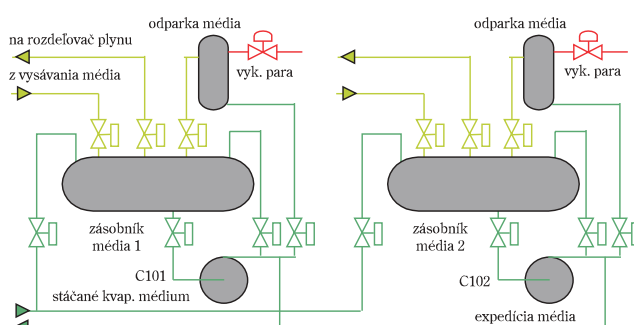 odparka média
odparka média
na rozdeľovač plynu
z vysávania média
vyk. para
vyk. para
zásobník
média 1
zásobník
média 2
C101
C102
stáčané kvap. médium
expedícia média